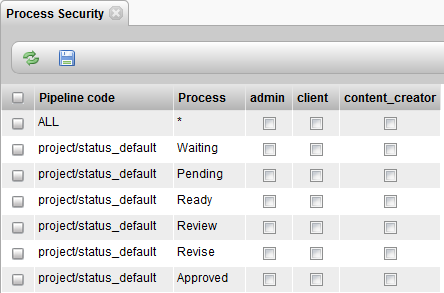 Process Security
Pipeline code Process admin client content_creator
ALL *
project/status_default Waiting
project/status_default Pending
project/status_default Ready
project/status_default Review
project/status_default Revise
project/status_default Approved